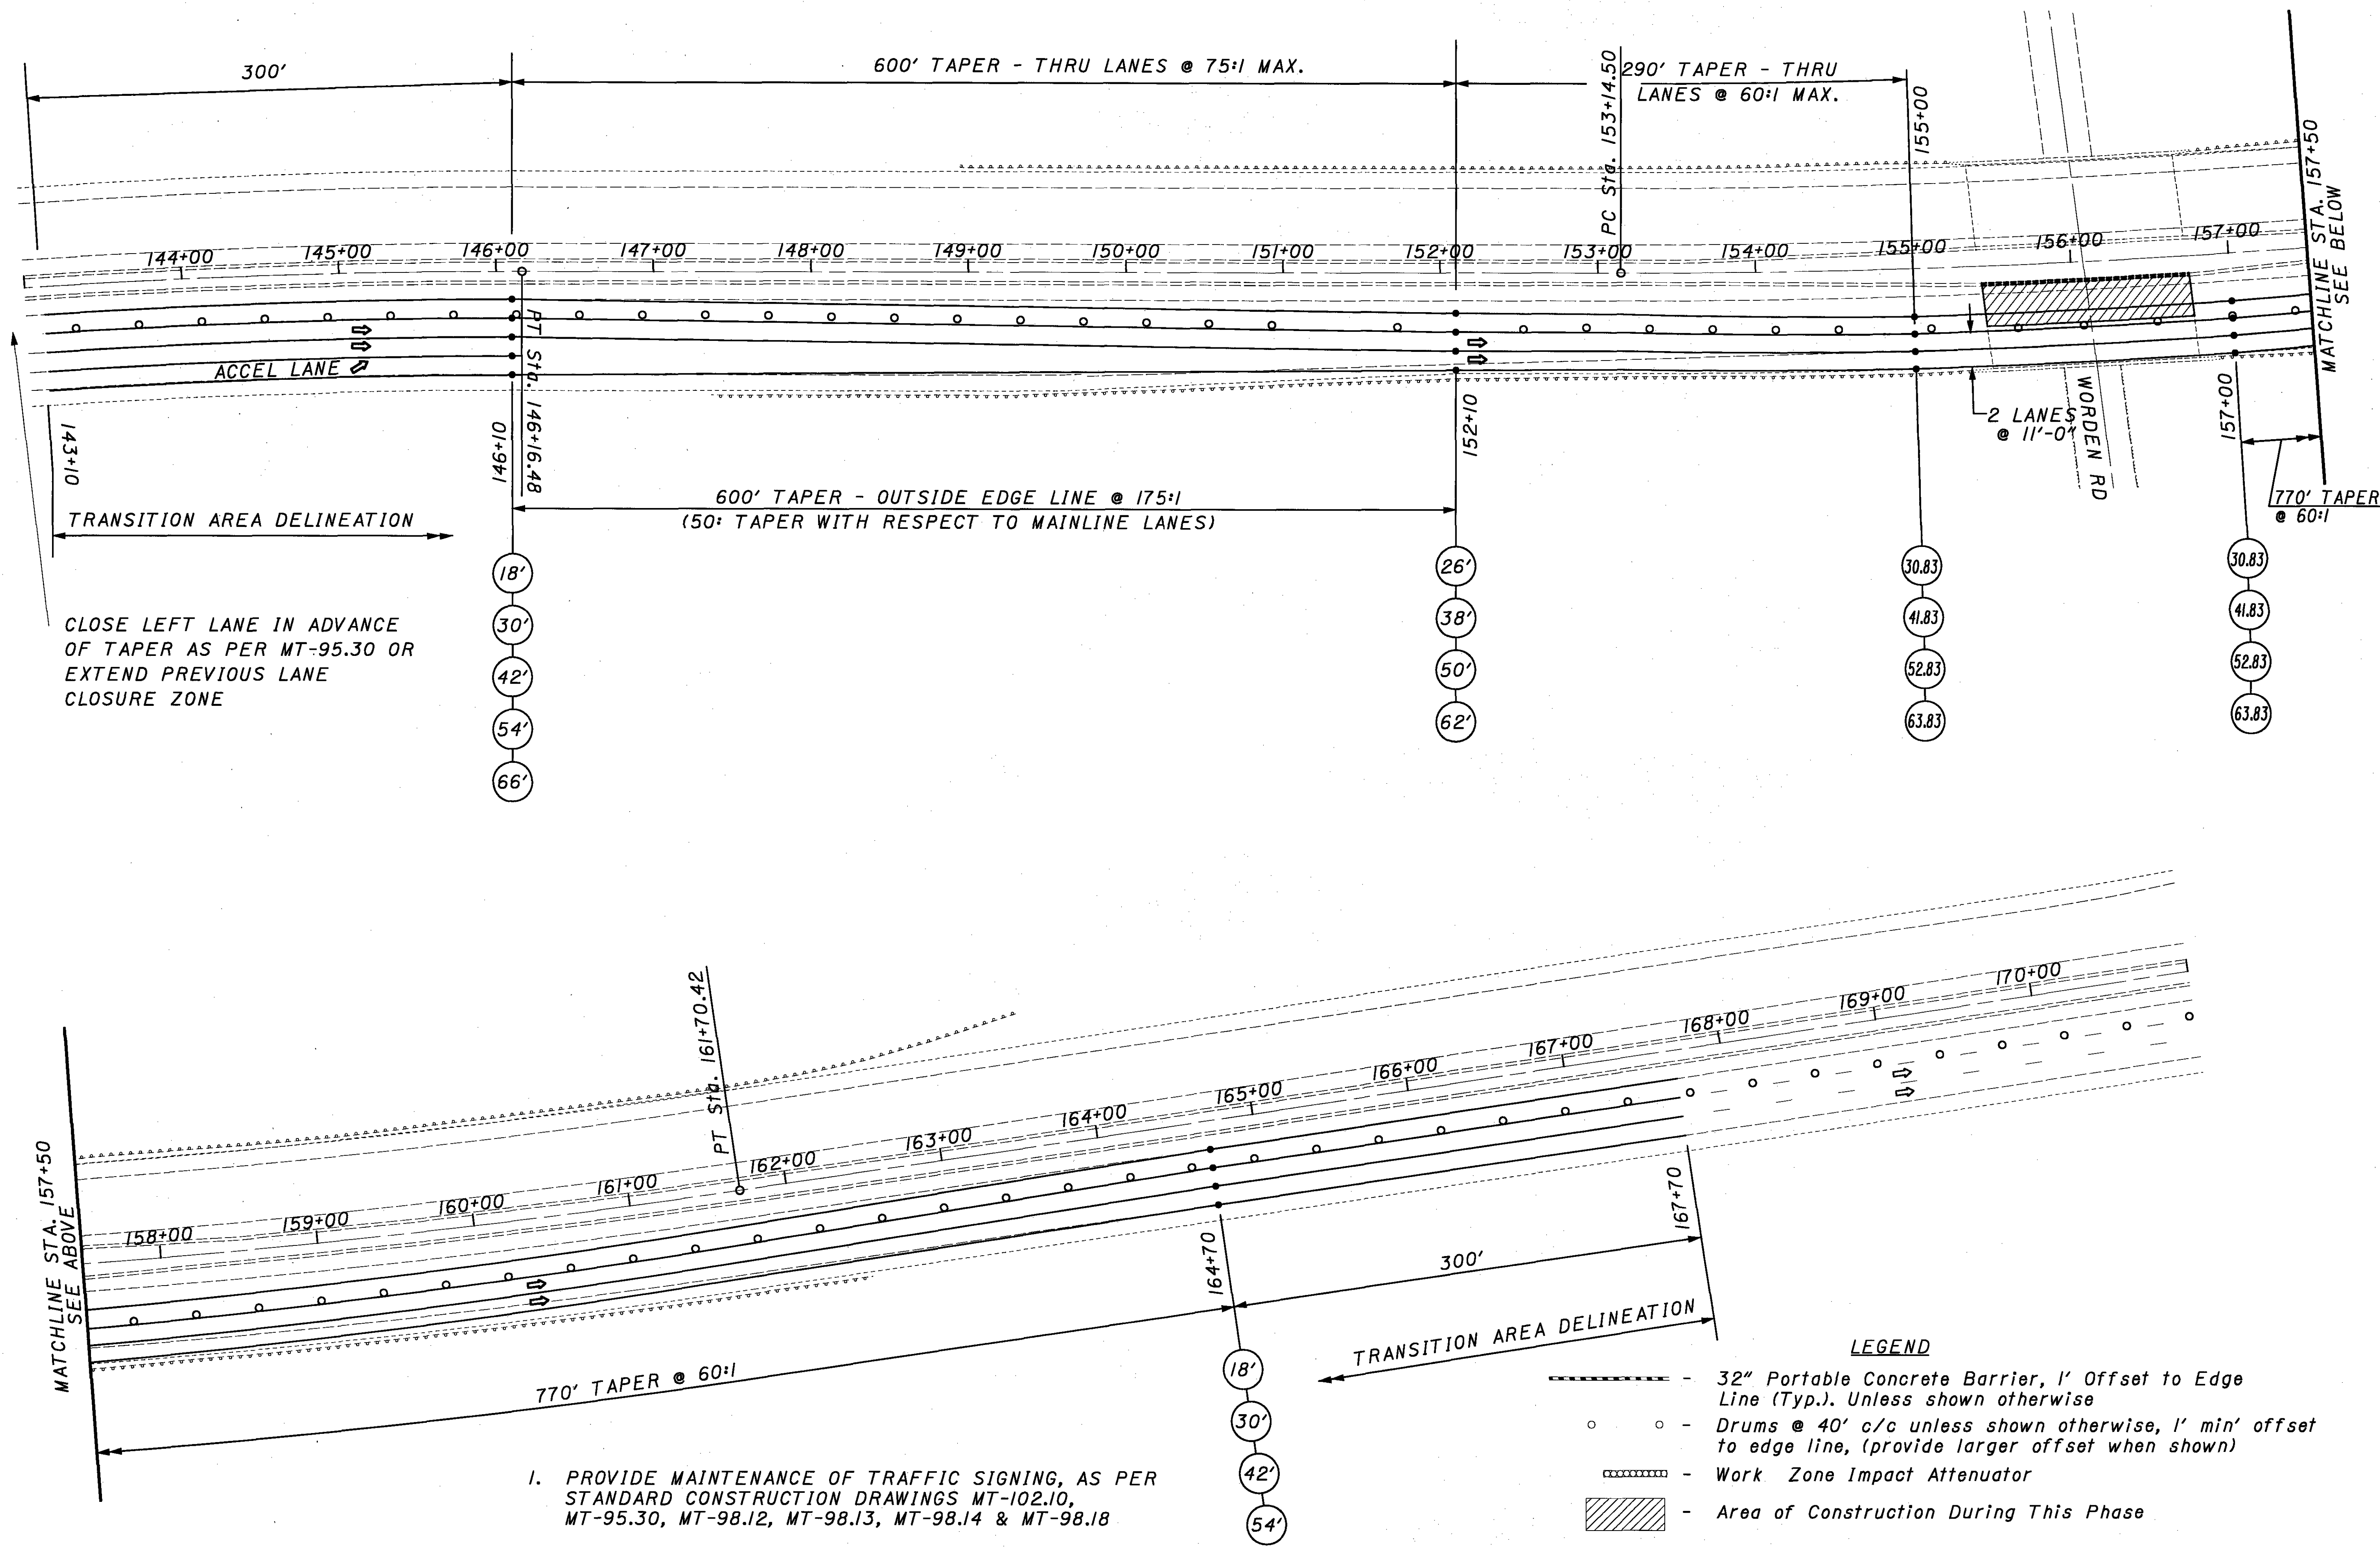 300'
600' TAPER - THRU LANES @ 75:1 MAX.
290' TAPER - THRU
LANES @ 60:1 MAX.
PC Sta. 153+14.50
155+00
MATCHLINE STA. 157+50
SEE BELOW
144+00
145+00
146+00
147+00
148+00
149+00
150+00
151+00
152+00
153+00
154+00
155+00
156+00
157+00
ACCEL LANE
PT Sta. 146+16.48
143+10
146+10
152+10
2 LANES
@ 11'-0"
WORDEN RD
157+00
770' TAPER
@ 60:1
TRANSITION AREA DELINEATION
600' TAPER - OUTSIDE EDGE LINE @ 175:1
(50: TAPER WITH RESPECT TO MAINLINE LANES)
CLOSE LEFT LANE IN ADVANCE
OF TAPER AS PER MT-95.30 OR
EXTEND PREVIOUS LANE
CLOSURE ZONE
18'
30'
42'
54'
66'
26'
38'
50'
62'
30.83
41.83
52.83
63.83
30.83
41.83
52.83
63.83
MATCHLINE STA. 157+50
SEE ABOVE
PT Sta. 161+70.42
158+00
159+00
160+00
161+00
162+00
163+00
164+00
165+00
166+00
167+00
168+00
169+00
170+00
164+70
167+70
300'
TRANSITION AREA DELINEATION
770' TAPER @ 60:1
18'
30'
42'
54'
1. PROVIDE MAINTENANCE OF TRAFFIC SIGNING, AS PER
STANDARD CONSTRUCTION DRAWINGS MT-102.10,
MT-95.30, MT-98.12, MT-98.13, MT-98.14 & MT-98.18
LEGEND
- 32" Portable Concrete Barrier, 1' Offset to Edge
Line (Typ.). Unless shown otherwise
- Drums @ 40' c/c unless shown otherwise, 1' min' offset
to edge line, (provide larger offset when shown)
- Work Zone Impact Attenuator
- Area of Construction During This Phase